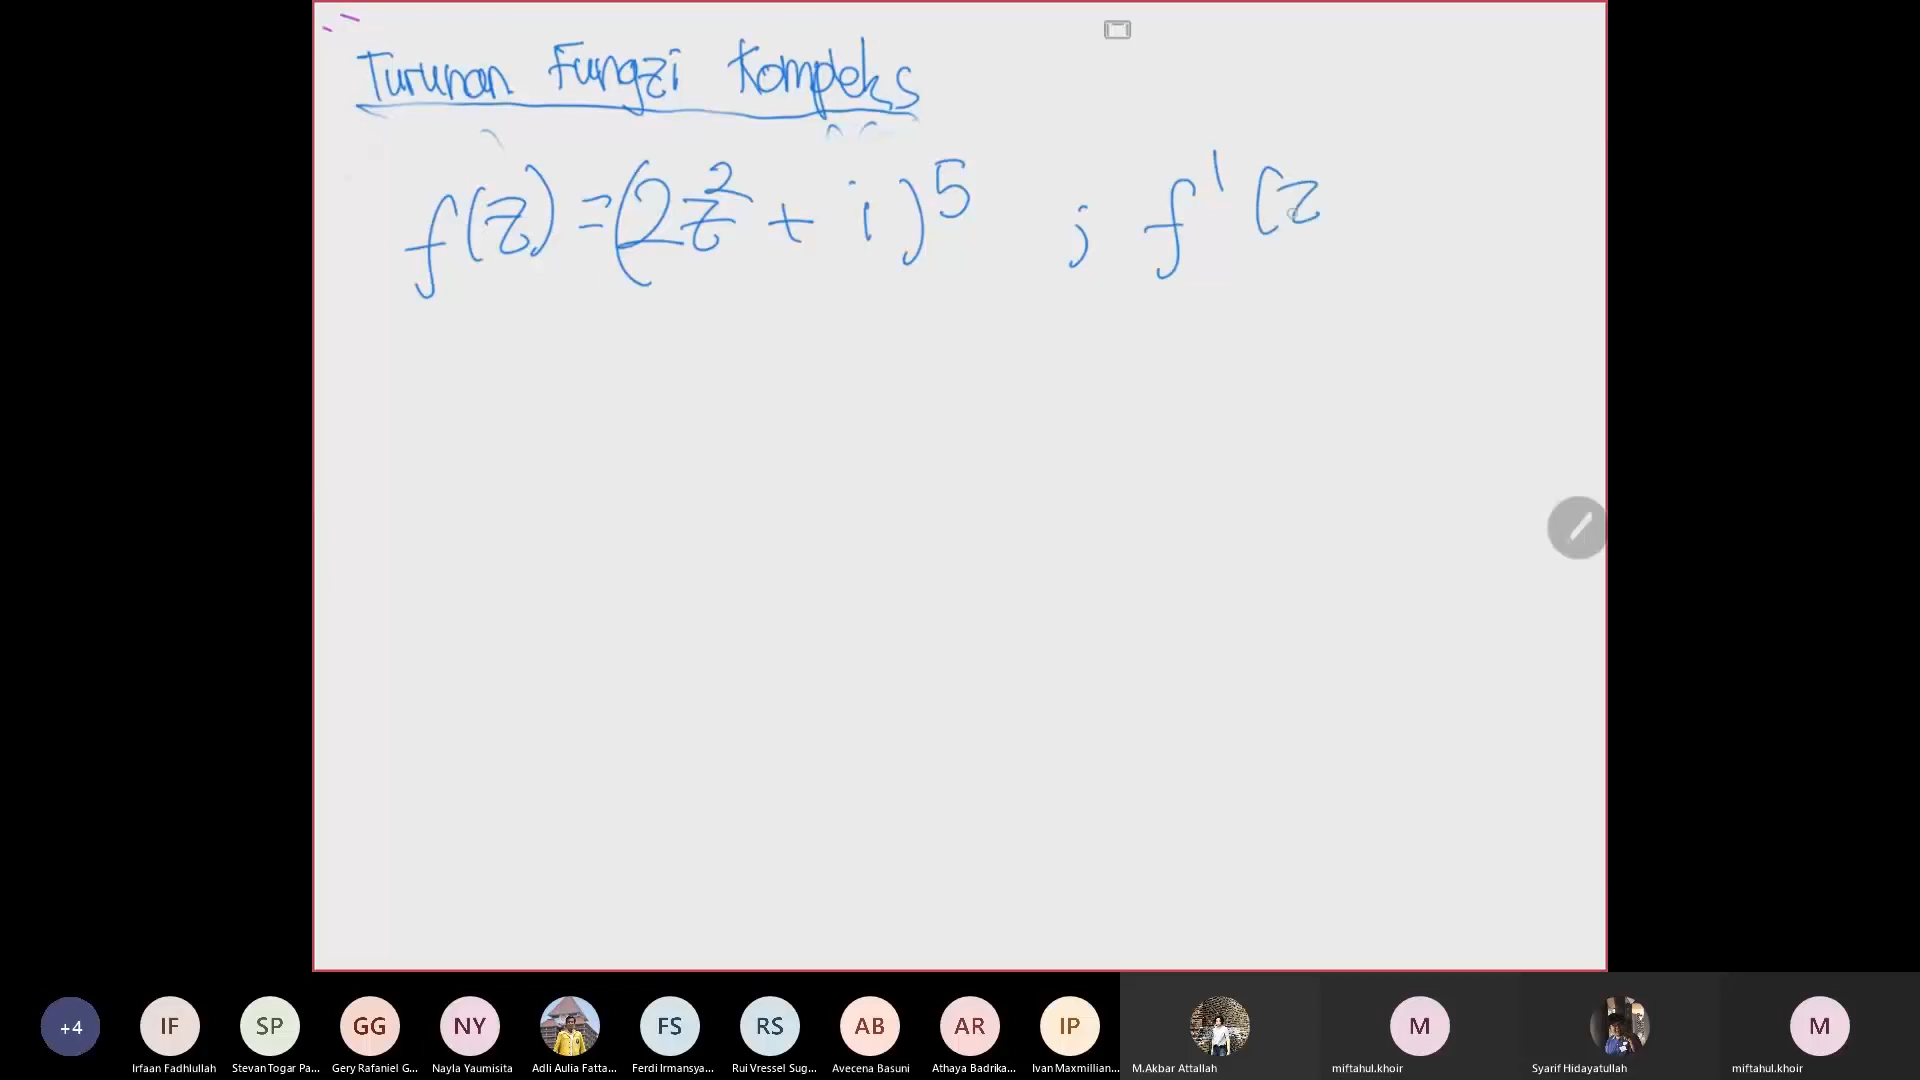 Turunan Fungzi Kompleks
f(z) = (2z² + i)⁵ ; f'(z
+4
IF
SP
GG
NY
FS
RS
AB
AR
IP
M
M
Irfaan Fadhlullah
Stevan Togar Pa...
Gery Rafaniel G...
Nayla Yaumisita
Adli Aulia Fatta...
Ferdi Irmansya...
Rui Vressel Sug...
Avecena Basuni
Athaya Badrika...
Ivan Maxmillian...
M.Akbar Attallah
miftahul.khoir
Syarif Hidayatullah
miftahul.khoir